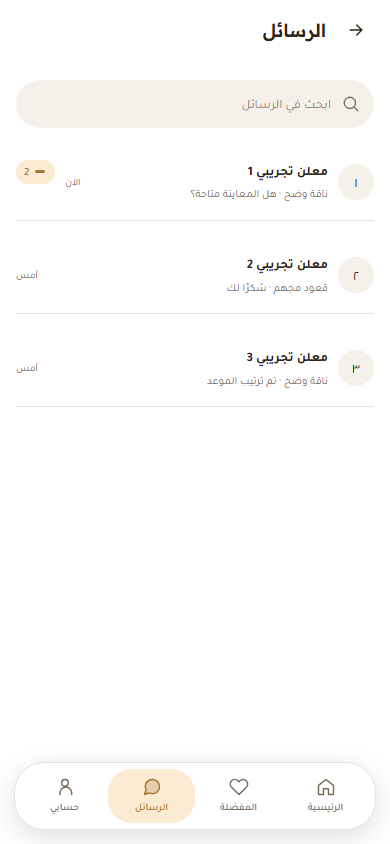 الرسائل
ابحث في الرسائل
١
معلن تجريبي 1
ناقة وضح · هل المعاينة متاحة؟
الآن
2
٢
معلن تجريبي 2
قعود مجهم · شكرًا لك
أمس
٣
معلن تجريبي 3
ناقة وضح · تم ترتيب الموعد
أمس
الرئيسية
المفضلة
الرسائل
حسابي